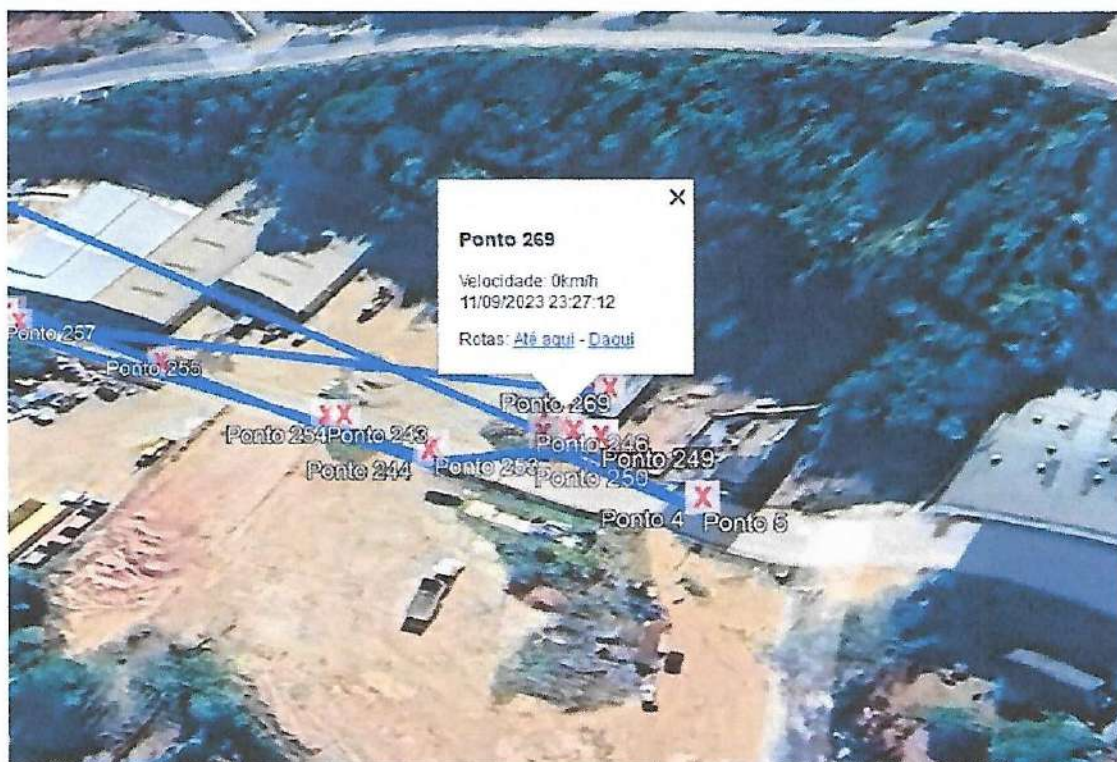 Ponto 269
Velocidade: 0km/h
11/09/2023 23:27:12
Rotas: Até aqui - Daqui
Ponto 257
Ponto 255
Ponto 269
Ponto 254
Ponto 243
Ponto 246
Ponto 244
Ponto 253
Ponto 249
Ponto 250
Ponto 4
Ponto 5